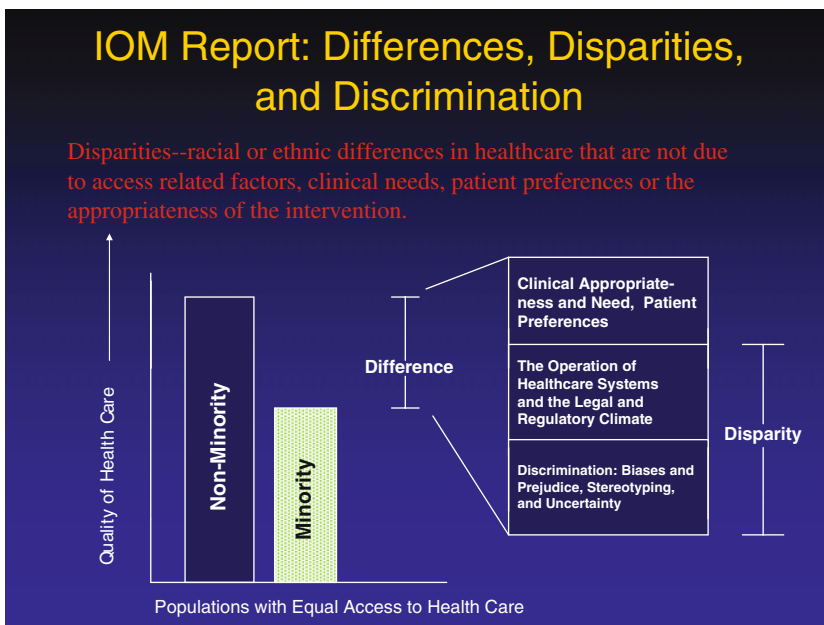 IOM Report: Differences, Disparities,
and Discrimination
Disparities--racial or ethnic differences in healthcare that are not due
to access related factors, clinical needs, patient preferences or the
appropriateness of the intervention.
Quality of Health Care
Non-Minority
Minority
Difference
Clinical Appropriate-
ness and Need, Patient
Preferences
The Operation of
Healthcare Systems
and the Legal and
Regulatory Climate
Discrimination: Biases and
Prejudice, Stereotyping,
and Uncertainty
Disparity
Populations with Equal Access to Health Care